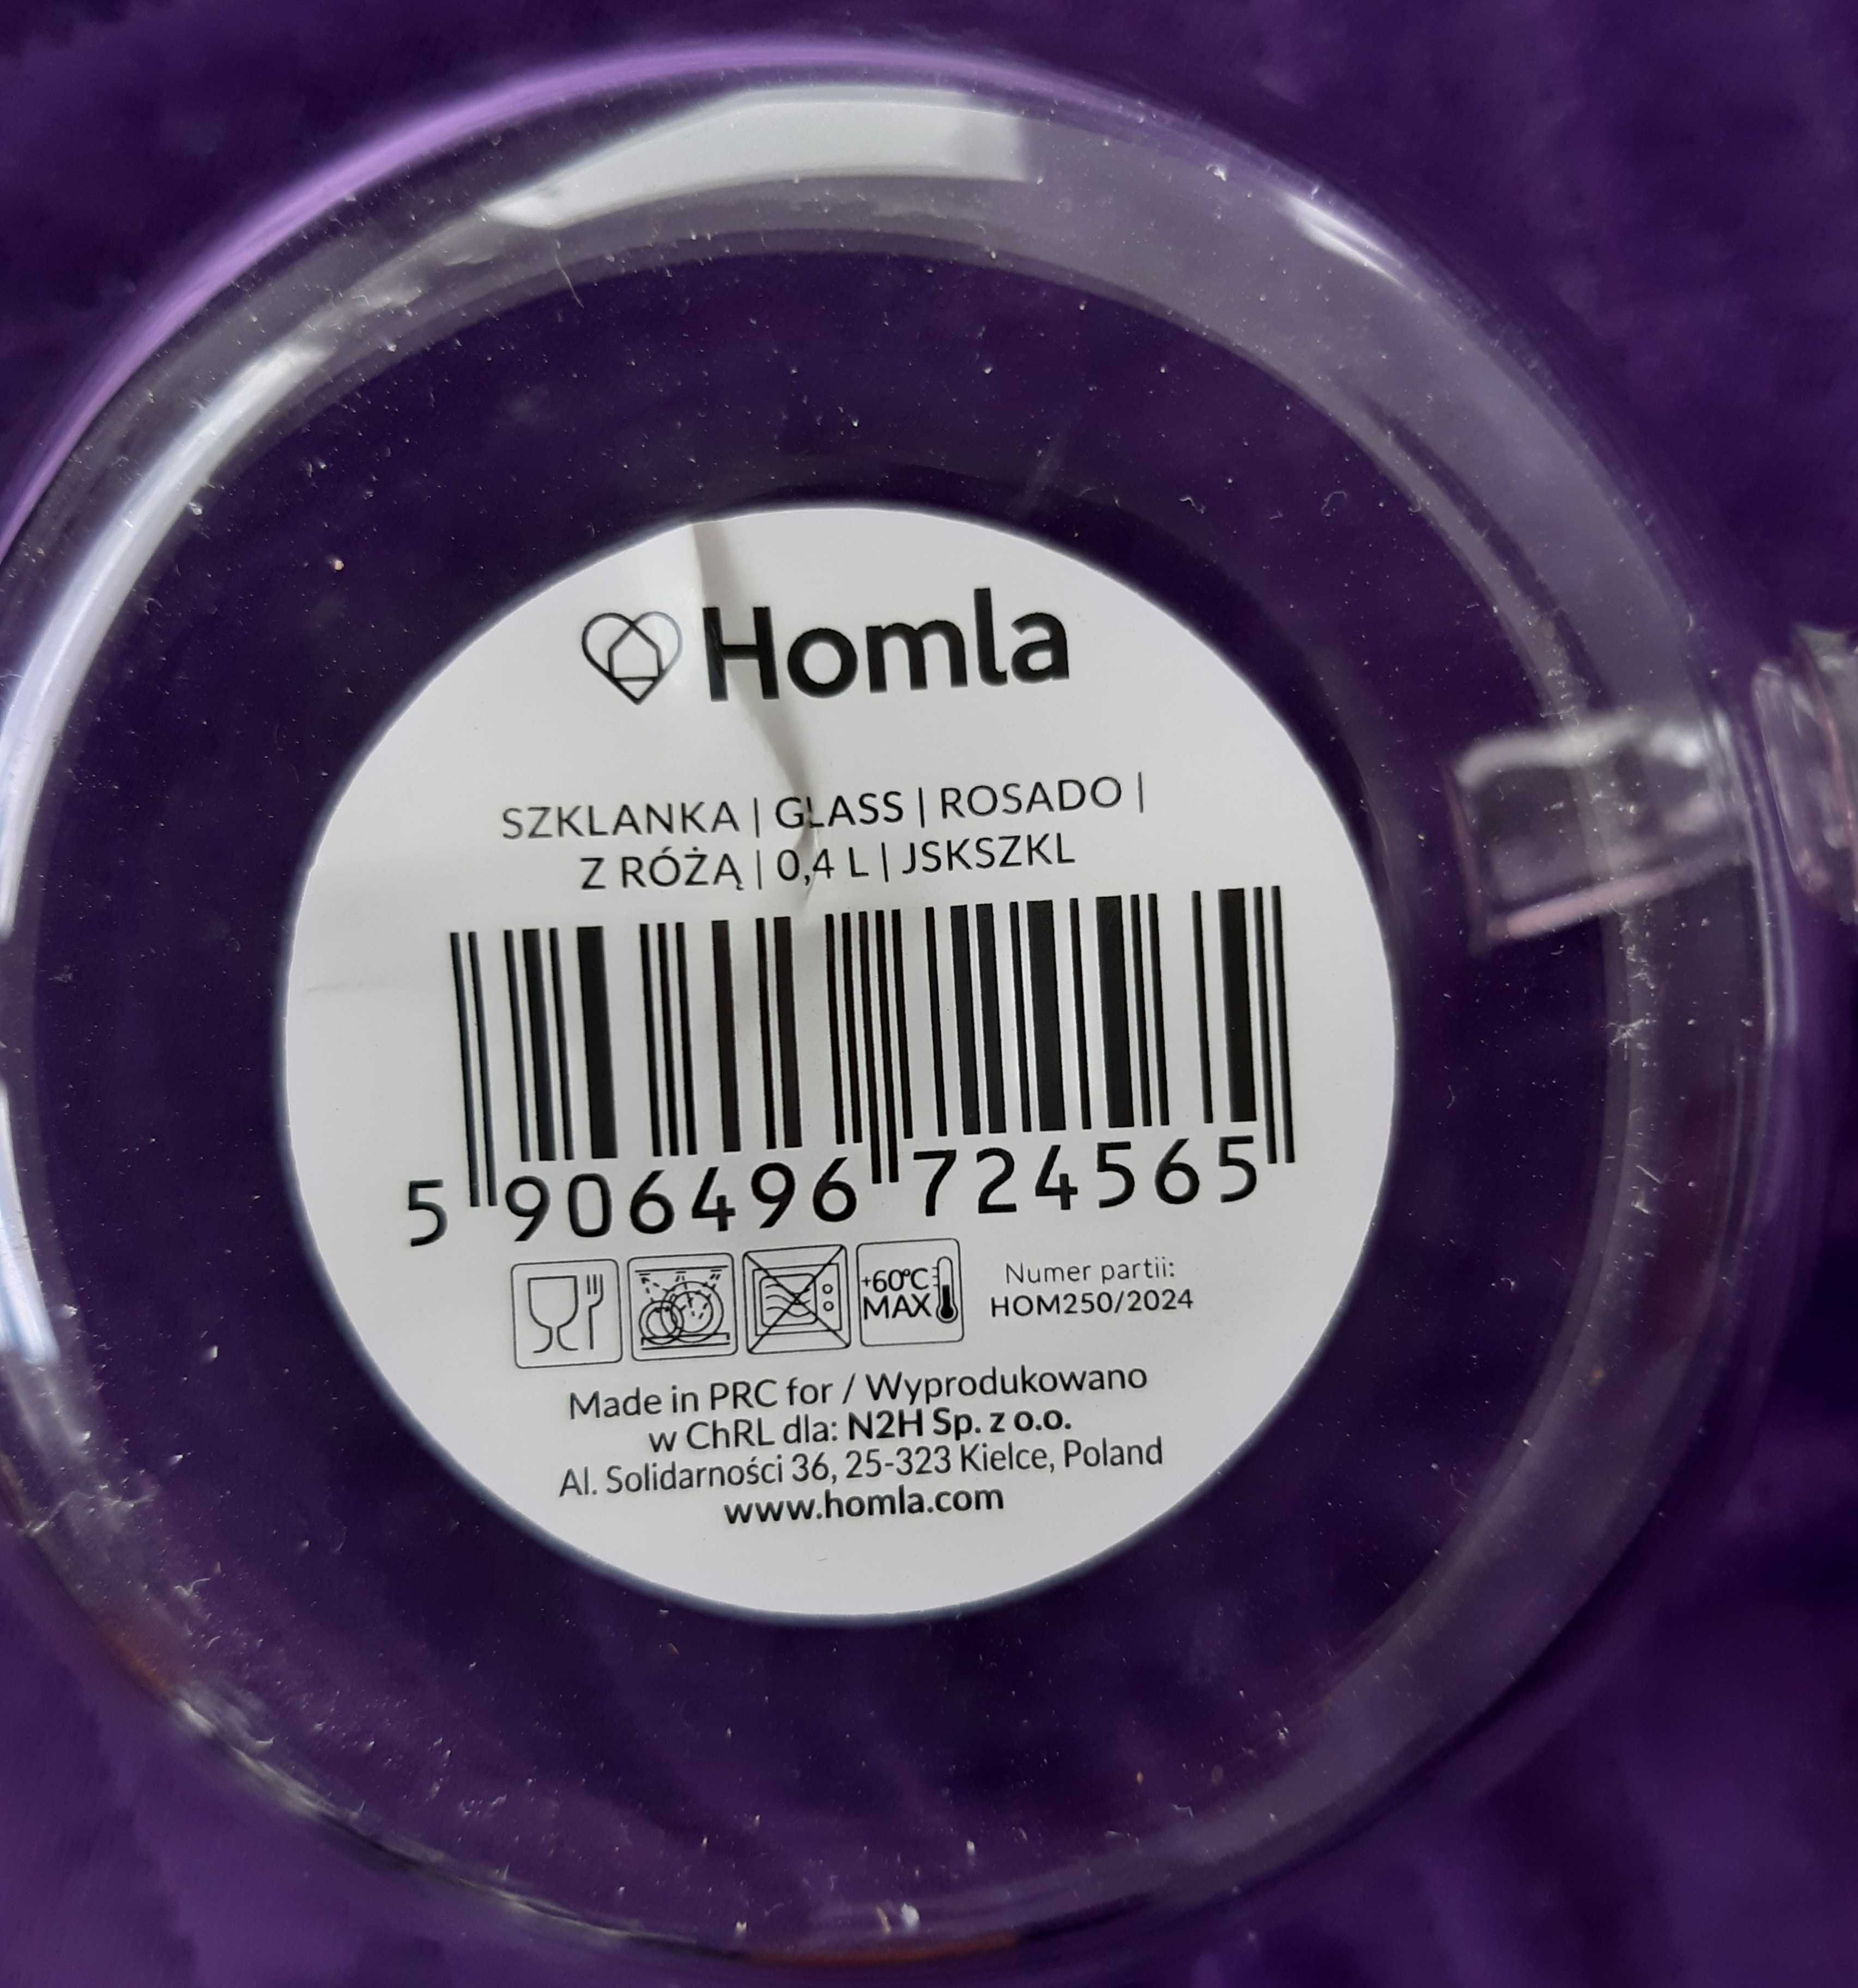 Homla
SZKLANKA | GLASS | ROSADO |
Z RÓŻĄ | 0,4 L | JSKSZKL
5 906496 724565
+60°C
MAX
Numer partii:
HOM250/2024
Made in PRC for / Wyprodukowano
w ChRL dla: N2H Sp. z o.o.
Al. Solidarności 36, 25-323 Kielce, Poland
www.homla.com